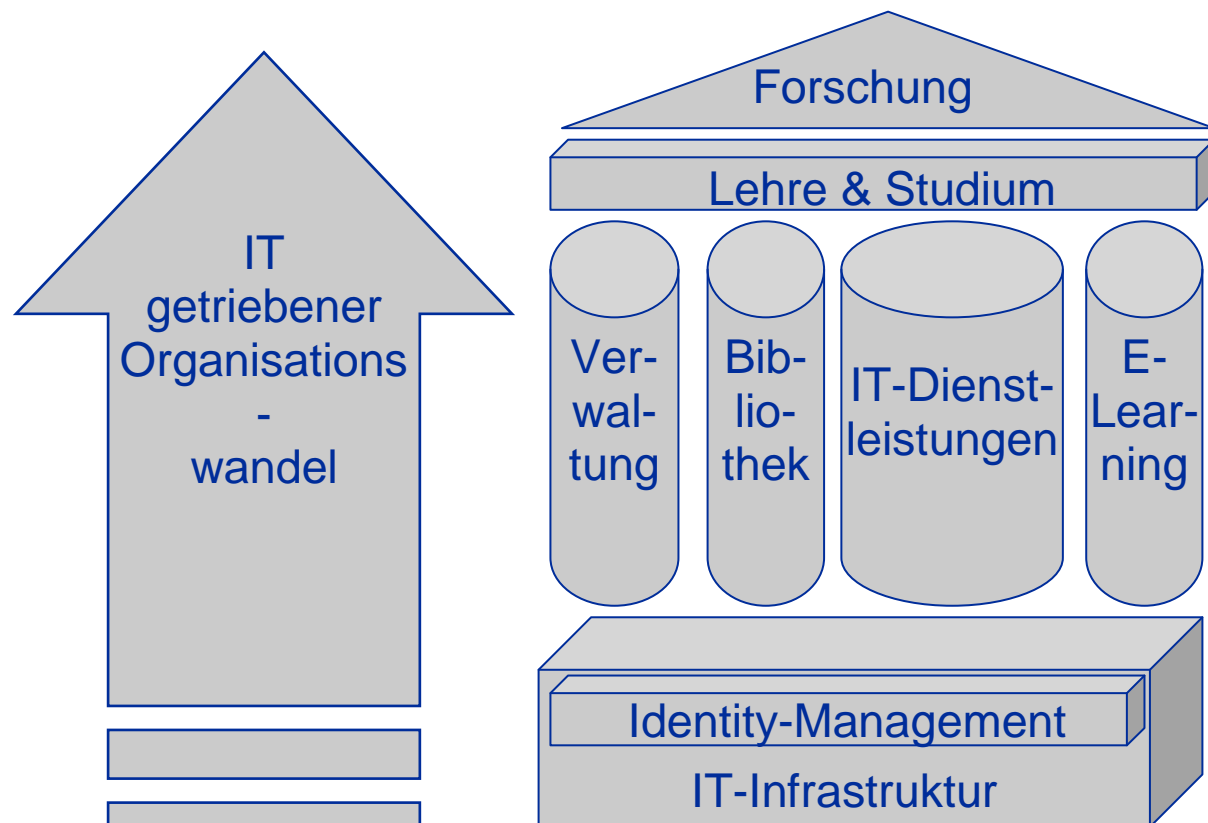 IT
getriebener
Organisations
-
wandel
Forschung
Lehre & Studium
Ver-
wal-
tung
Bib-
lio-
thek
IT-Dienst-
leistungen
E-
Lear-
ning
Identity-Management
IT-Infrastruktur